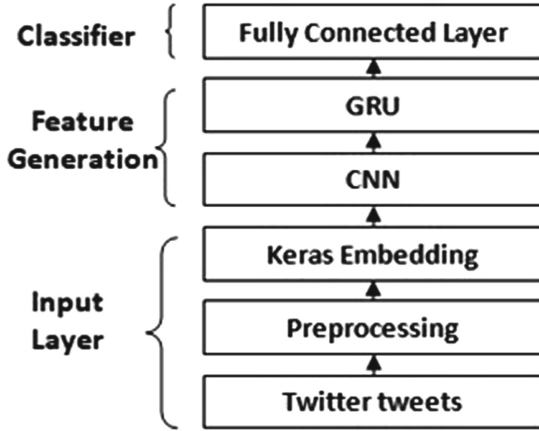 Classifier
Fully Connected Layer
Feature
Generation
GRU
CNN
Input
Layer
Keras Embedding
Preprocessing
Twitter tweets